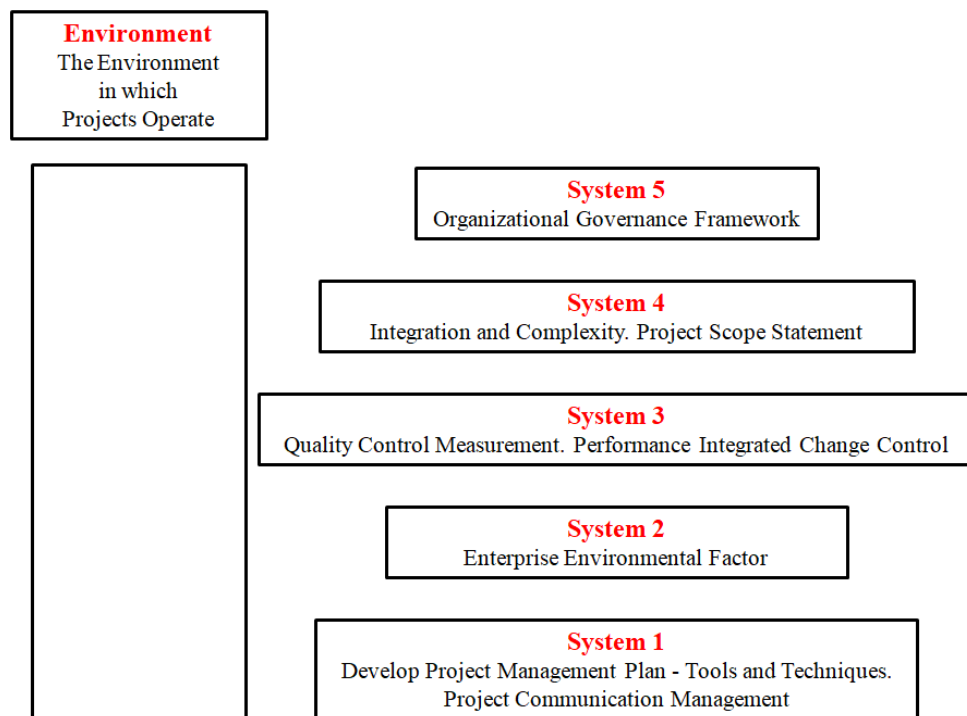 Environment
The Environment
in which
Projects Operate
System 5
Organizational Governance Framework
System 4
Integration and Complexity. Project Scope Statement
System 3
Quality Control Measurement. Performance Integrated Change Control
System 2
Enterprise Environmental Factor
System 1
Develop Project Management Plan - Tools and Techniques.
Project Communication Management